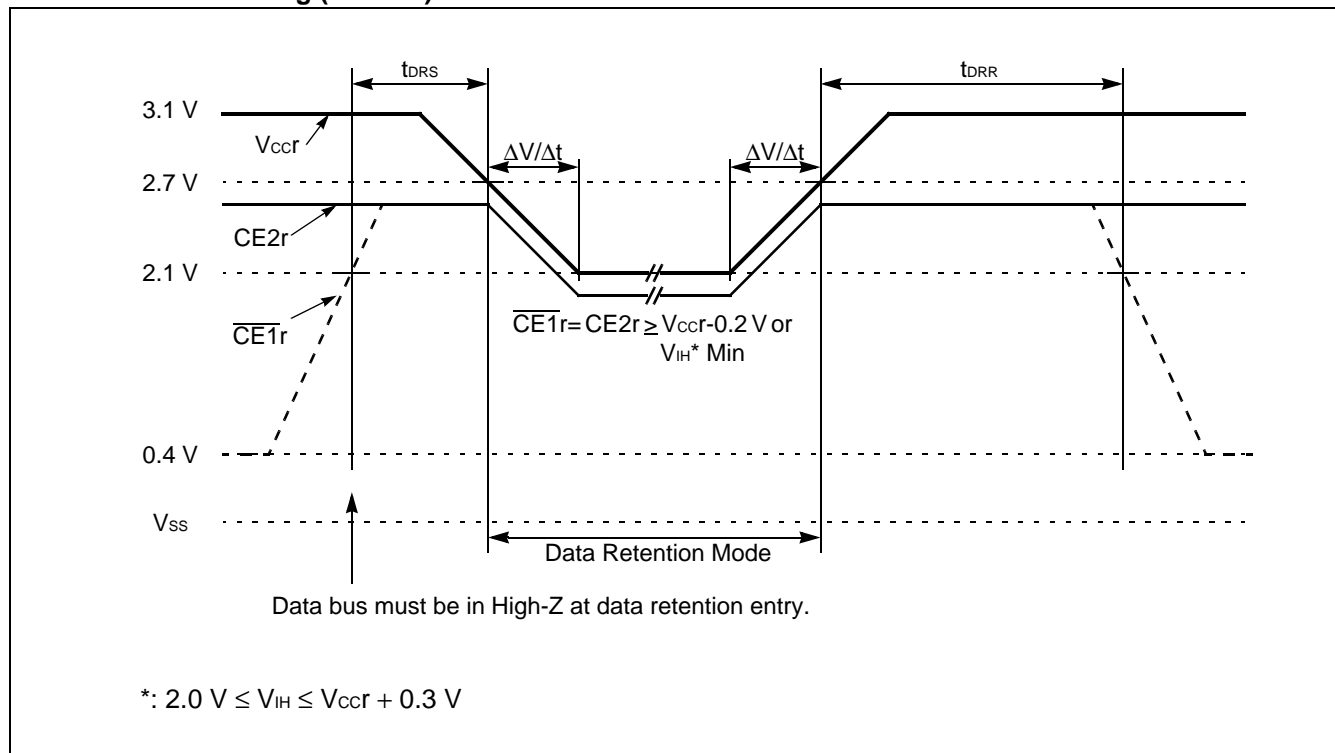 tDRS
tDRR
3.1 V
VCCr
ΔV/Δt
ΔV/Δt
2.7 V
CE2r
2.1 V
CE1r
CE1r= CE2r ≥ VCCr-0.2 V or
VIH* Min
0.4 V
VSS
Data Retention Mode
Data bus must be in High-Z at data retention entry.
*: 2.0 V ≤ VIH ≤ VCCr + 0.3 V